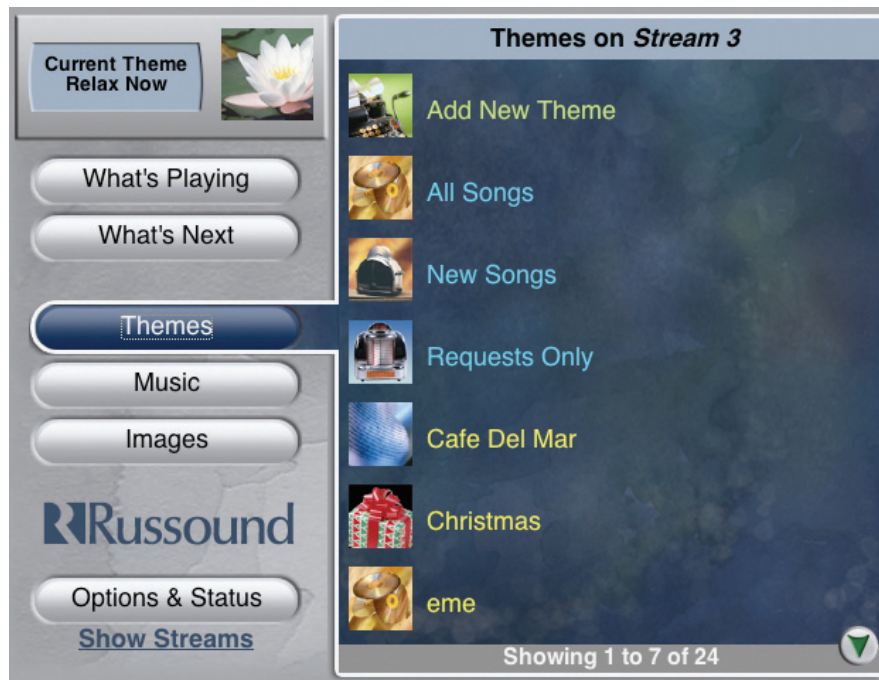 Current Theme
Relax Now
What's Playing
What's Next
Themes
Music
Images
Russound
Options & Status
Show Streams
Themes on Stream 3
Add New Theme
All Songs
New Songs
Requests Only
Cafe Del Mar
Christmas
eme
Showing 1 to 7 of 24